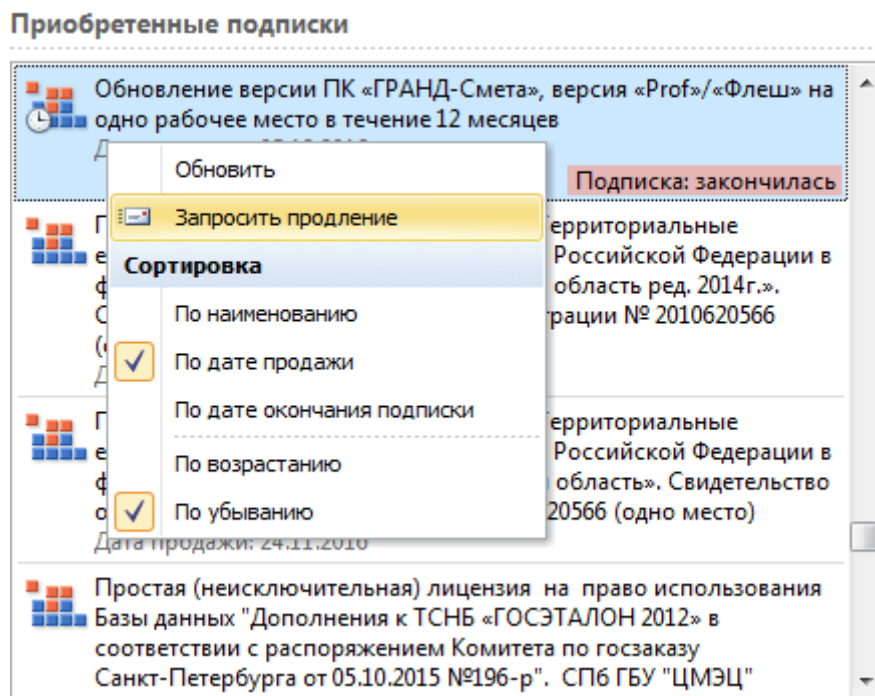 Приобретенные подписки
Обновление версии ПК «ГРАНД-Смета», версия «Prof»/«Флеш» на
одно рабочее место в течение 12 месяцев
Подписка: закончилась
Обновить
Запросить продление
Сортировка
По наименованию
По дате продажи
По дате окончания подписки
По возрастанию
По убыванию
Российской Федерации в
область ред. 2014г.».
№ 2010620566
Российской Федерации в
область». Свидетельство
(одно место)
Дата продажи: 24.11.2016
Простая (неисключительная) лицензия на право использования
Базы данных "Дополнения к ТСНБ «ГОСЭТАЛОН 2012» в
соответствии с распоряжением Комитета по госзаказу
Санкт-Петербурга от 05.10.2015 №196-р". СПб ГБУ "ЦМЭЦ"